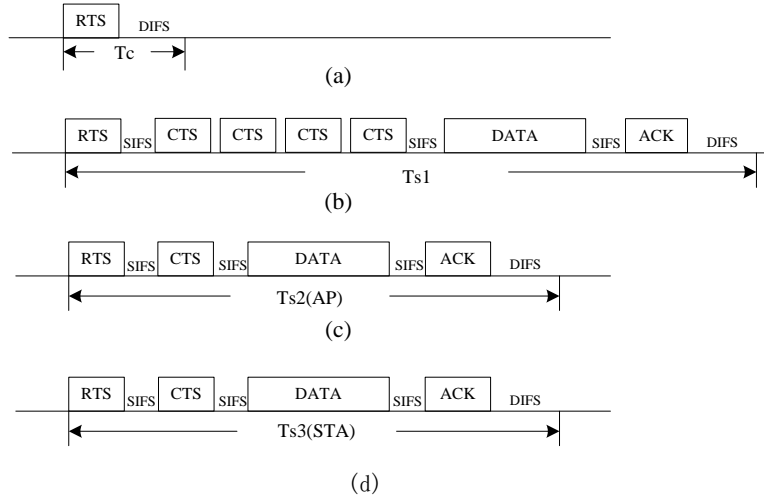 RTS DIFS
Tc
(a)
RTS SIFS CTS CTS CTS CTS SIFS DATA SIFS ACK DIFS
Ts1
(b)
RTS SIFS CTS SIFS DATA SIFS ACK DIFS
Ts2(AP)
(c)
RTS SIFS CTS SIFS DATA SIFS ACK DIFS
Ts3(STA)
(d)